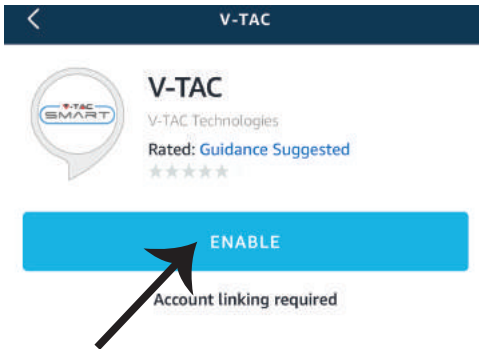 V-TAC
V-TAC
SMART
V-TAC
V-TAC Technologies
Rated: Guidance Suggested
ENABLE
Account linking required